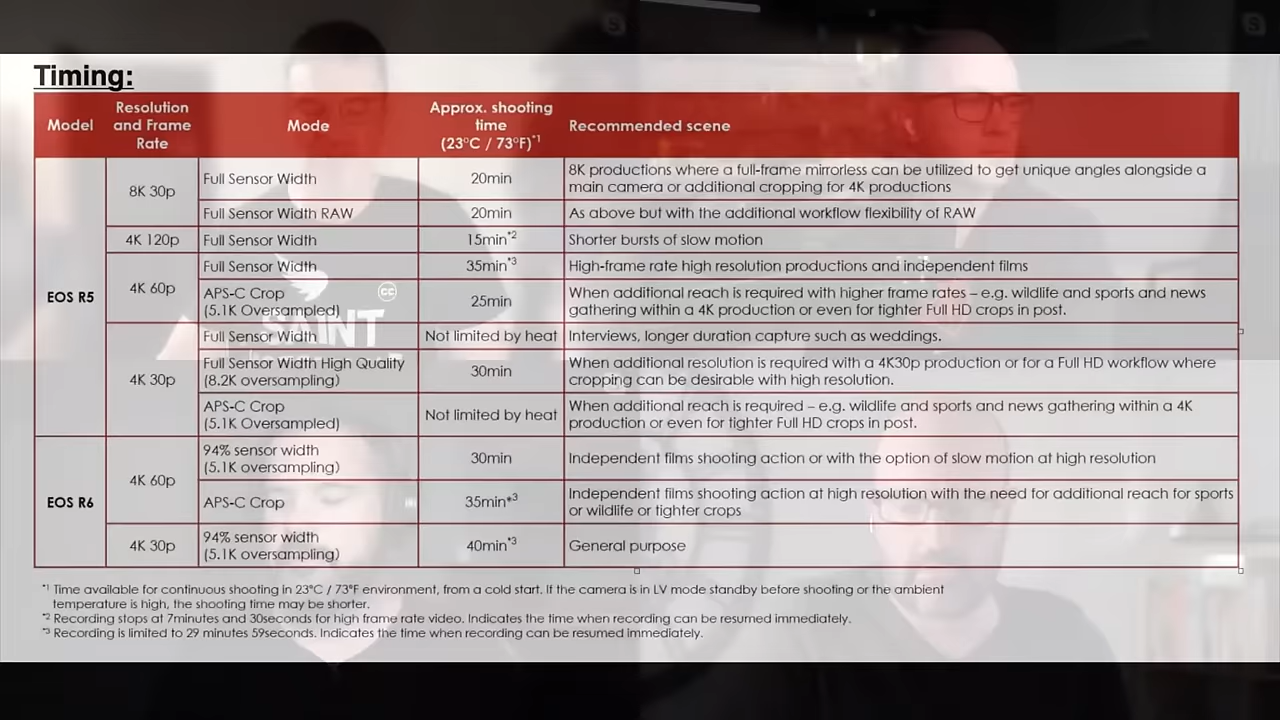 Timing:
Model
Resolution
and Frame
Rate
Mode
Approx. shooting
time
(23°C / 73°F)*1
Recommended scene
EOS R5
8K 30p
Full Sensor Width
20min
8K productions where a full-frame mirrorless can be utilized to get unique angles alongside a
main camera or additional cropping for 4K productions
Full Sensor Width RAW
20min
As above but with the additional workflow flexibility of RAW
4K 120p
Full Sensor Width
15min*2
Shorter bursts of slow motion
4K 60p
Full Sensor Width
35min*3
High-frame rate high resolution productions and independent films
APS-C Crop
(5.1K Oversampled)
25min
When additional reach is required with higher frame rates – e.g. wildlife and sports and news
gathering within a 4K production or even for tighter Full HD crops in post.
4K 30p
Full Sensor Width
Not limited by heat
Interviews, longer duration capture such as weddings.
Full Sensor Width High Quality
(8.2K oversampling)
30min
When additional resolution is required with a 4K30p production or for a Full HD workflow where
cropping can be desirable with high resolution.
APS-C Crop
(5.1K Oversampled)
Not limited by heat
When additional reach is required – e.g. wildlife and sports and news gathering within a 4K
production or even for tighter Full HD crops in post.
EOS R6
4K 60p
94% sensor width
(5.1K oversampling)
30min
Independent films shooting action or with the option of slow motion at high resolution
APS-C Crop
35min*3
Independent films shooting action at high resolution with the need for additional reach for sports
or wildlife or tighter crops
4K 30p
94% sensor width
(5.1K oversampling)
40min*3
General purpose
*1 Time available for continuous shooting in 23°C / 73°F environment, from a cold start. If the camera is in LV mode standby before shooting or the ambient
temperature is high, the shooting time may be shorter.
*2 Recording stops at 7minutes and 30seconds for high frame rate video. Indicates the time when recording can be resumed immediately.
*3 Recording is limited to 29 minutes 59seconds. Indicates the time when recording can be resumed immediately.
CC
SAINT